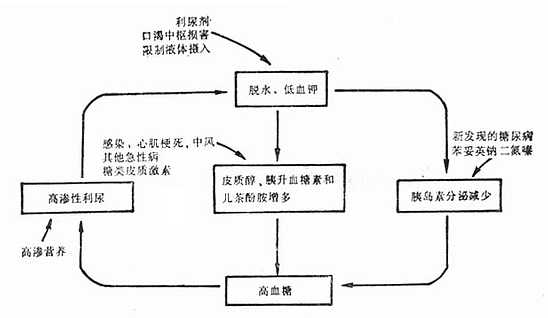 利尿剂
口渴中枢损害
限制液体摄入
脱水、低血钾
感染，心肌梗死，中风
其他急性病
糖类皮质激素
新发现的糖尿病
苯妥英钠二氮嗪
皮质醇、胰升血糖素和
儿茶酚胺增多
高渗性利尿
胰岛素分泌减少
高渗营养
高血糖